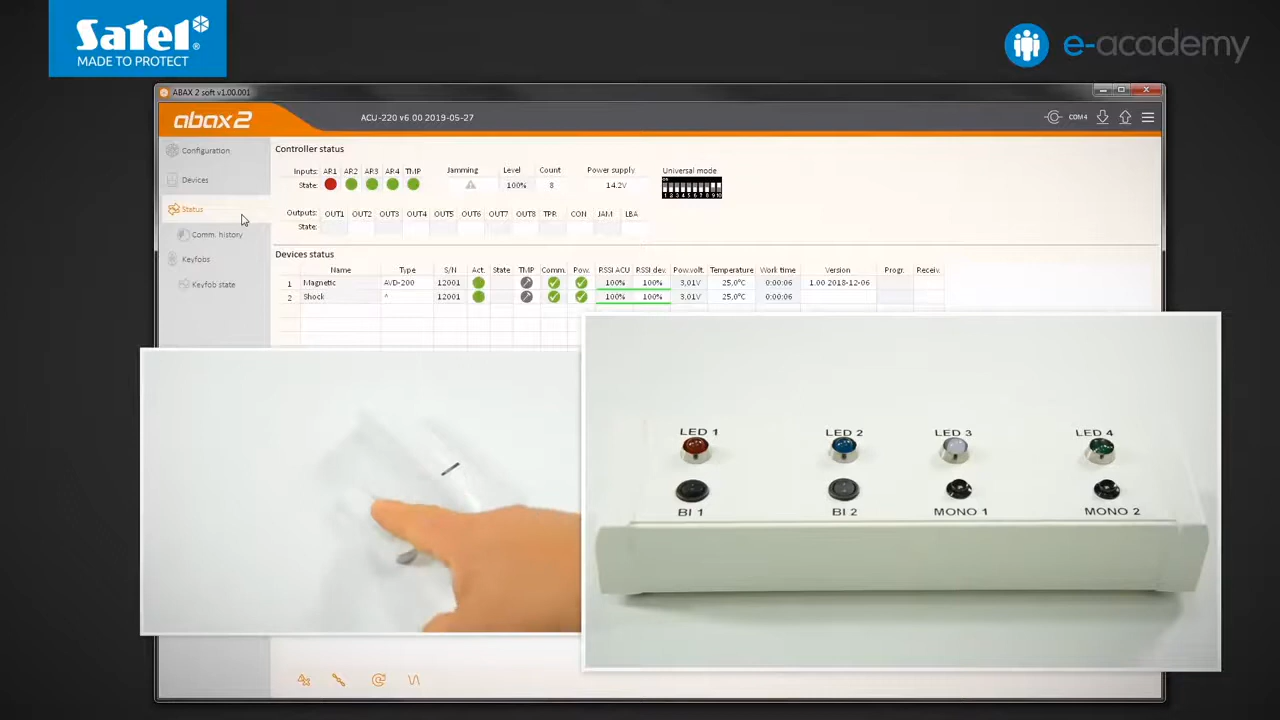 Satel®
MADE TO PROTECT
e-academy
ABAX 2 soft v1.00.001
abax2
ACU-220 v6 00 2019-05-27
COM4
Configuration
Devices
Status
Comm. history
Keyfobs
Keyfob state
Controller status
Inputs: AR1 AR2 AR3 AR4 TMP Jamming Level Count Power supply Universal mode
State: 100% 8 14.2V
Outputs: OUT1 OUT2 OUT3 OUT4 OUT5 OUT6 OUT7 OUT8 TPR CON JAM LBA
State:
Devices status
Name Type S/N Act. State TMP Comm. Pow. RSSI ACU RSSI dev. Pow.volt. Temperature Work time Version Progr. Receiv.
1 Magnetic AVD-200 12001 100% 100% 3,01V 25,0°C 0:00:06 1.00 2018-12-06
2 Shock ^ 12001 100% 100% 3,01V 25,0°C 0:00:06
LED 1 LED 2 LED 3 LED 4
BI 1 BI 2 MONO 1 MONO 2